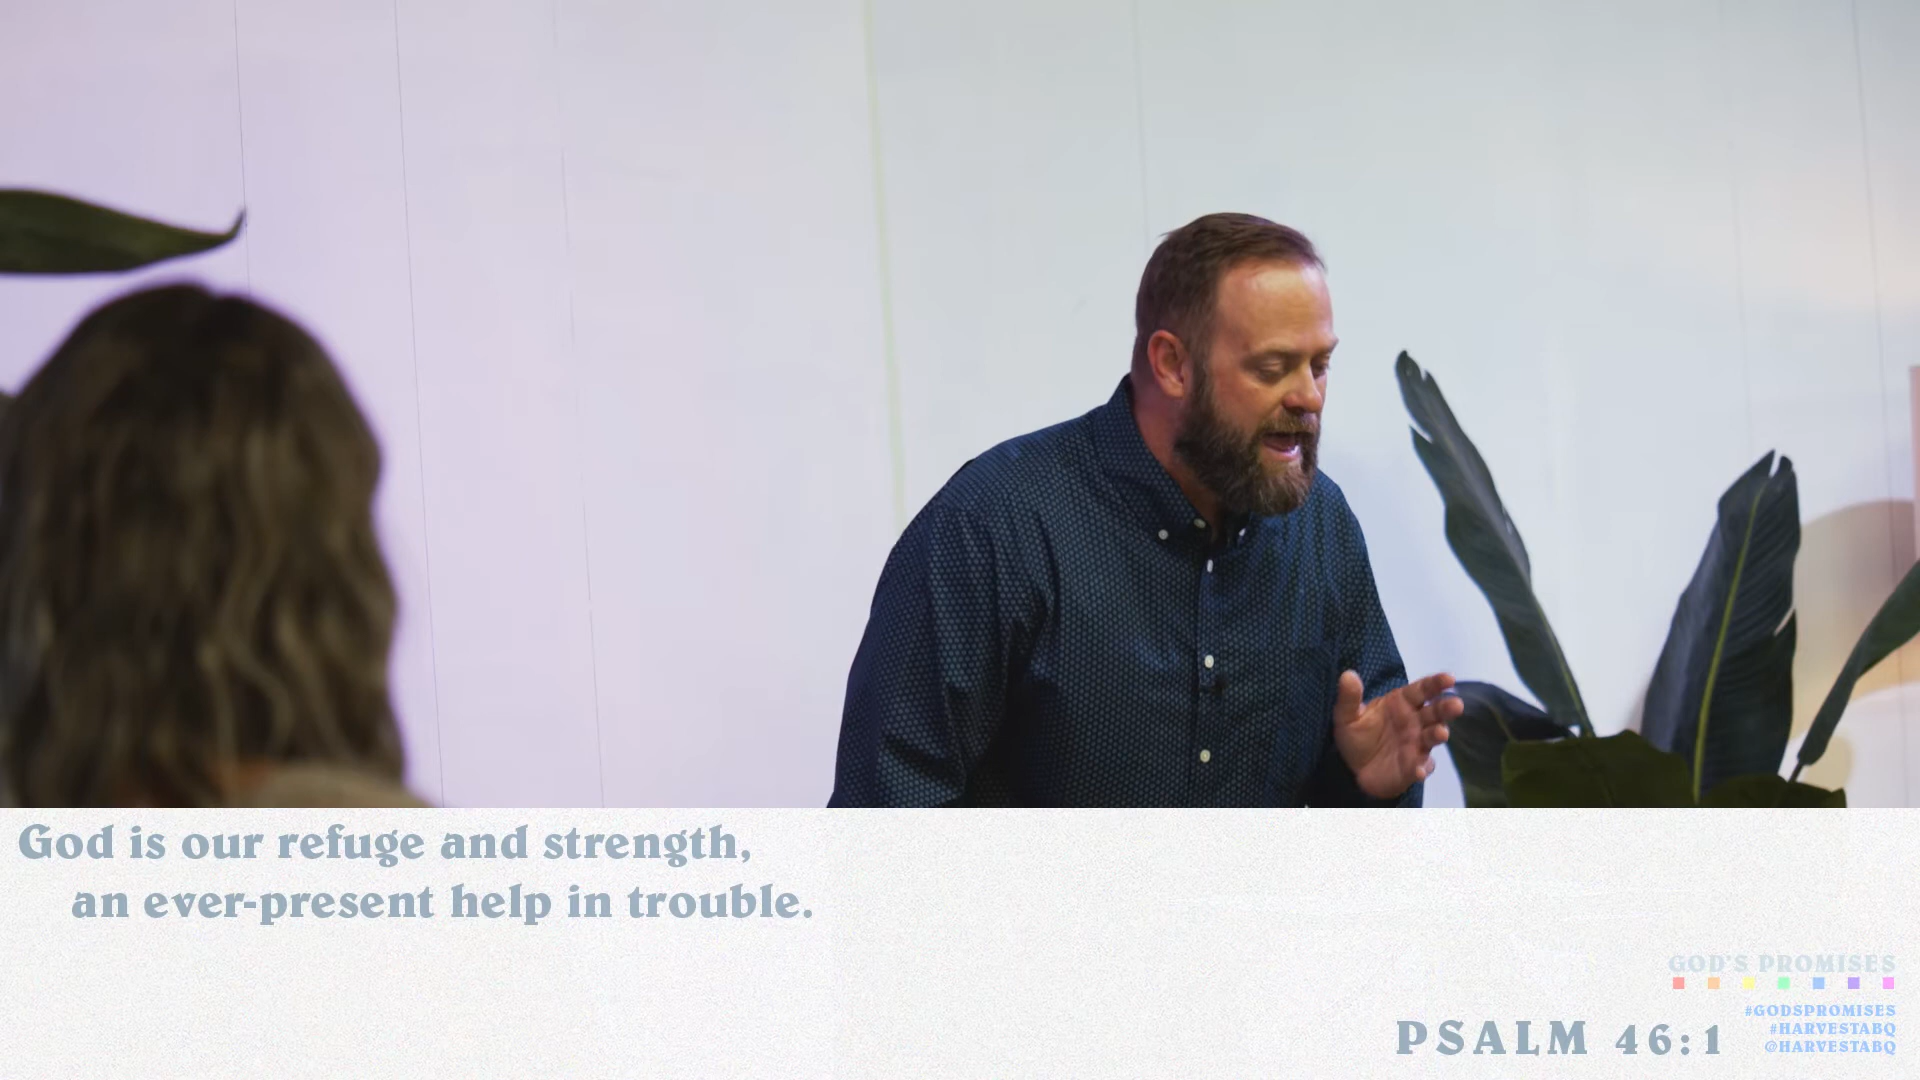 God is our refuge and strength,
an ever-present help in trouble.
GOD'S PROMISES
#GODSPROMISES
PSALM 46:1
#HARVESTABQ
@HARVESTABQ